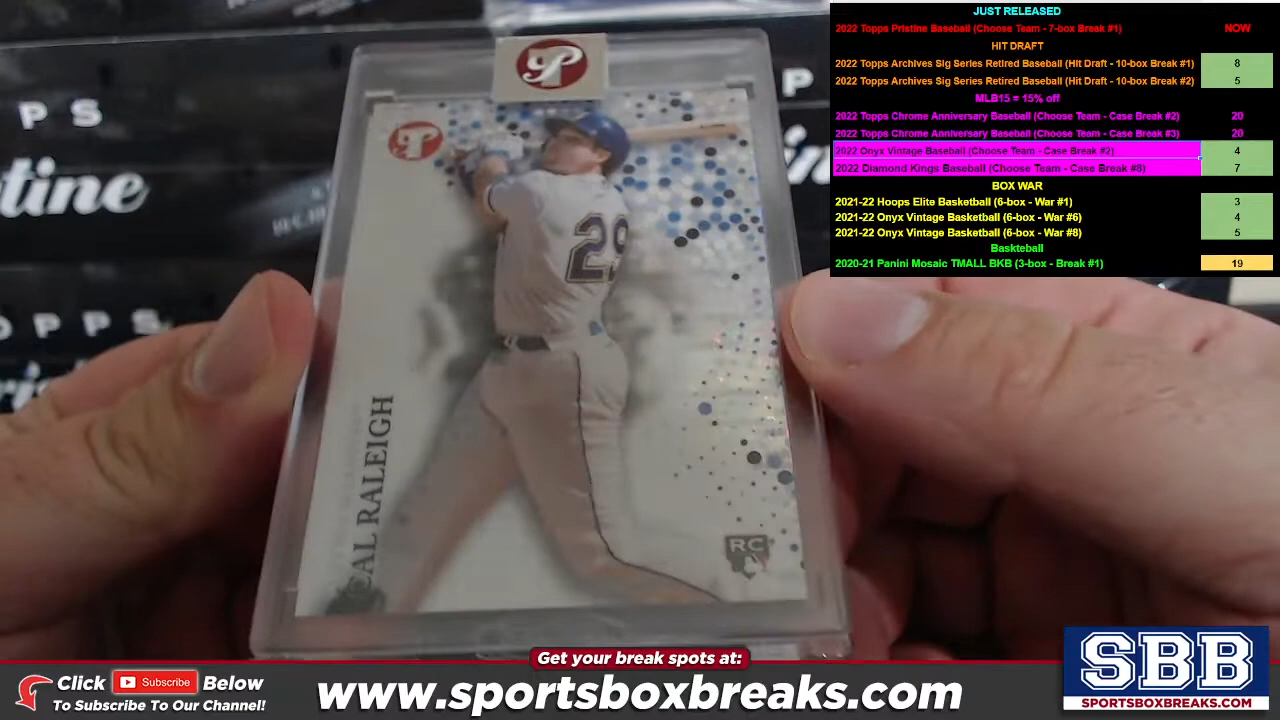 JUST RELEASED
2022 Topps Pristine Baseball (Choose Team - 7-box Break #1) NOW
HIT DRAFT
2022 Topps Archives Sig Series Retired Baseball (Hit Draft - 10-box Break #1) 8
2022 Topps Archives Sig Series Retired Baseball (Hit Draft - 10-box Break #2) 5
MLB15 = 15% off
2022 Topps Chrome Anniversary Baseball (Choose Team - Case Break #2) 20
2022 Topps Chrome Anniversary Baseball (Choose Team - Case Break #3) 20
2022 Onyx Vintage Baseball (Choose Team - Case Break #2) 4
2022 Diamond Kings Baseball (Choose Team - Case Break #8) 7
BOX WAR
2021-22 Hoops Elite Basketball (6-box - War #1) 3
2021-22 Onyx Vintage Basketball (6-box - War #6) 4
2021-22 Onyx Vintage Basketball (6-box - War #8) 5
Baskteball
2020-21 Panini Mosaic TMALL BKB (3-box - Break #1) 19
P
P
PS
P
tine
29
OPPS
AL RALEIGH
RC
Get your break spots at:
Click Subscribe Below
To Subscribe To Our Channel!
www.sportsboxbreaks.com
SBB
SPORTSBOXBREAKS.COM